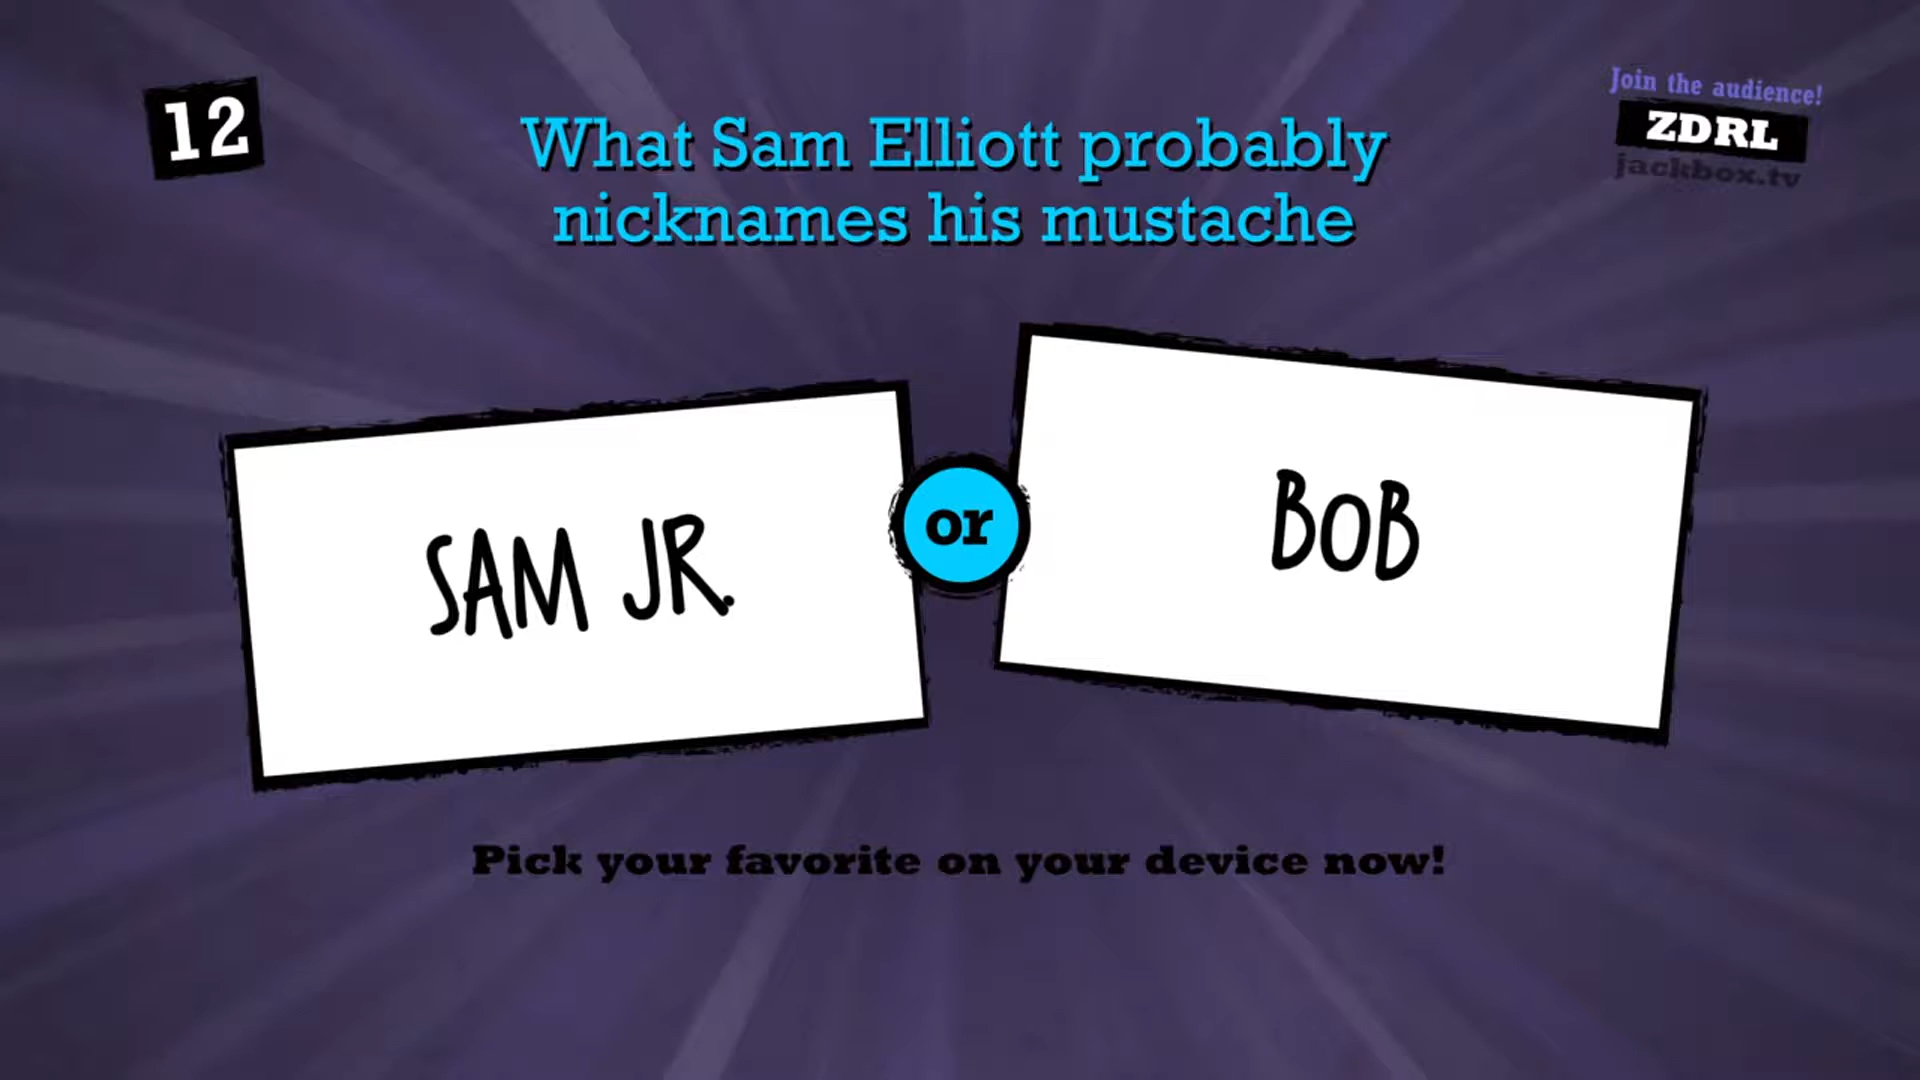 12
What Sam Elliott probably
nicknames his mustache
Join the audience!
ZDRL
jackbox.tv
SAM JR.
or
BOB
Pick your favorite on your device now!